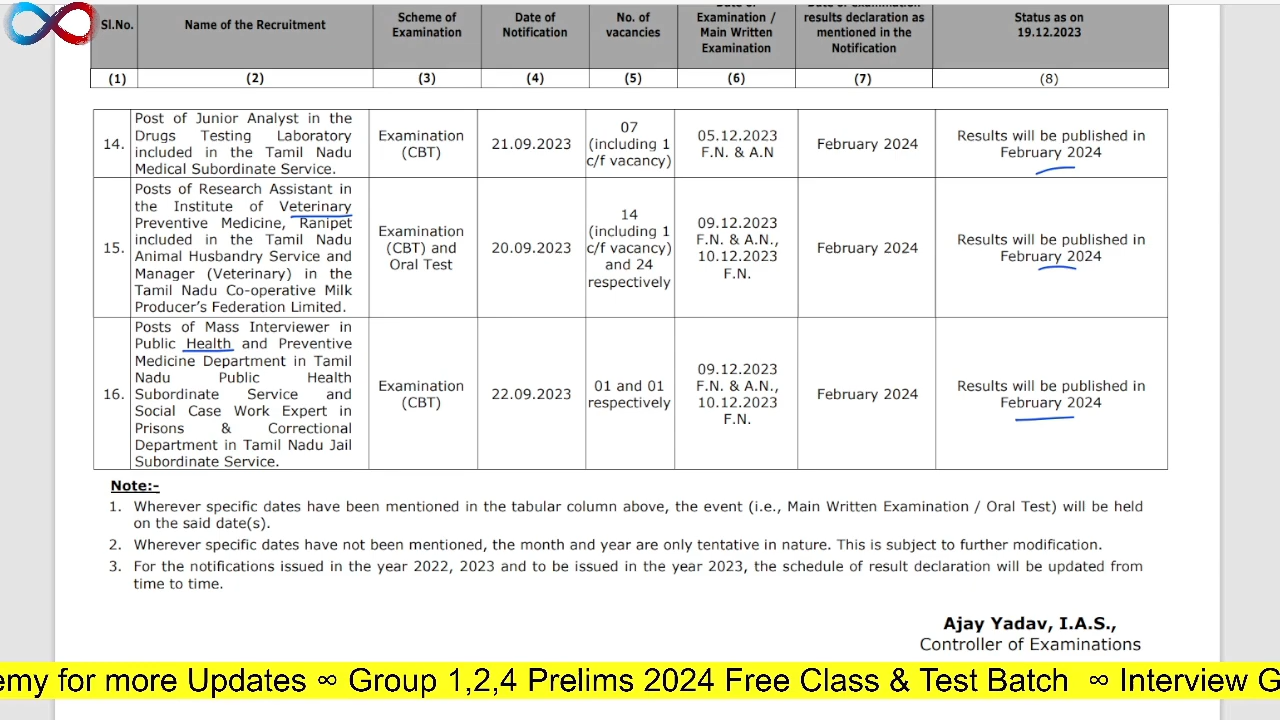 Sl.No.
Name of the Recruitment
Scheme of
Examination
Date of
Notification
No. of
vacancies
Examination /
Main Written
Examination
results declaration as
mentioned in the
Notification
Status as on
19.12.2023
(1)
(2)
(3)
(4)
(5)
(6)
(7)
(8)
14.
Post of Junior Analyst in the
Drugs Testing Laboratory
included in the Tamil Nadu
Medical Subordinate Service.
Examination
(CBT)
21.09.2023
07
(including 1
c/f vacancy)
05.12.2023
F.N. & A.N
February 2024
Results will be published in
February 2024
15.
Posts of Research Assistant in
the Institute of Veterinary
Preventive Medicine, Ranipet
included in the Tamil Nadu
Animal Husbandry Service and
Manager (Veterinary) in the
Tamil Nadu Co-operative Milk
Producer's Federation Limited.
Examination
(CBT) and
Oral Test
20.09.2023
14
(including 1
c/f vacancy)
and 24
respectively
09.12.2023
F.N. & A.N.,
10.12.2023
F.N.
February 2024
Results will be published in
February 2024
16.
Posts of Mass Interviewer in
Public Health and Preventive
Medicine Department in Tamil
Nadu Public Health
Subordinate Service and
Social Case Work Expert in
Prisons & Correctional
Department in Tamil Nadu Jail
Subordinate Service.
Examination
(CBT)
22.09.2023
01 and 01
respectively
09.12.2023
F.N. & A.N.,
10.12.2023
F.N.
February 2024
Results will be published in
February 2024
Note:-
1. Wherever specific dates have been mentioned in the tabular column above, the event (i.e., Main Written Examination / Oral Test) will be held
on the said date(s).
2. Wherever specific dates have not been mentioned, the month and year are only tentative in nature. This is subject to further modification.
3. For the notifications issued in the year 2022, 2023 and to be issued in the year 2023, the schedule of result declaration will be updated from
time to time.
Ajay Yadav, I.A.S.,
Controller of Examinations
emy for more Updates ∞ Group 1,2,4 Prelims 2024 Free Class & Test Batch ∞ Interview G